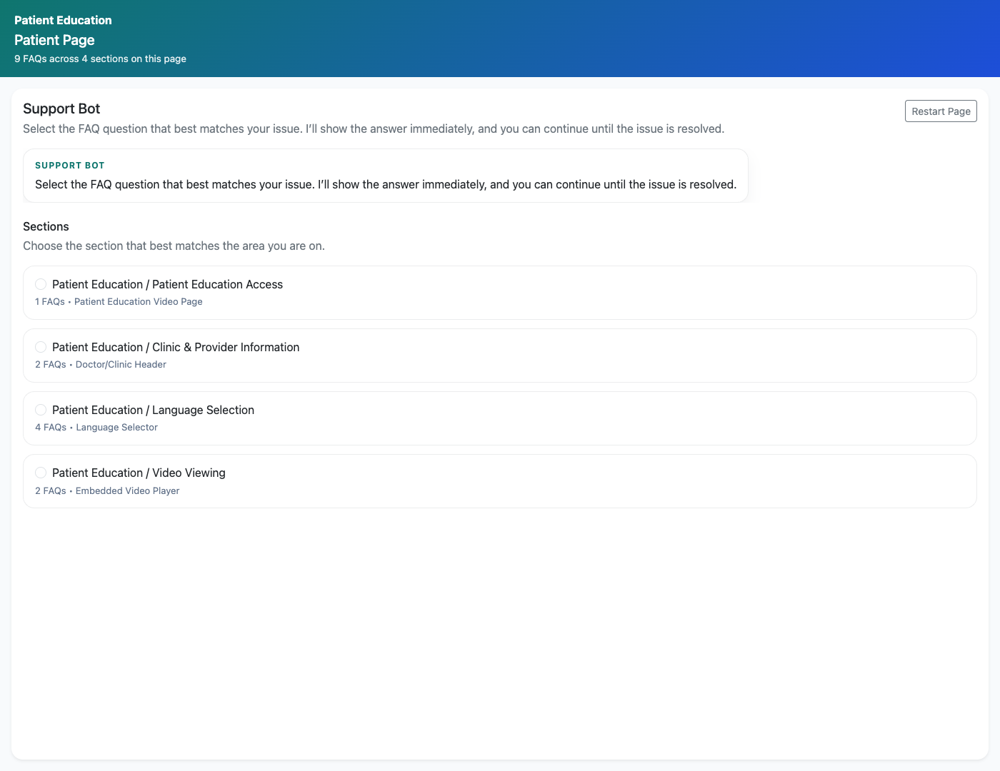 Patient Education
Patient Page
9 FAQs across 4 sections on this page
Support Bot
Restart Page
Select the FAQ question that best matches your issue. I’ll show the answer immediately, and you can continue until the issue is resolved.
SUPPORT BOT
Select the FAQ question that best matches your issue. I’ll show the answer immediately, and you can continue until the issue is resolved.
Sections
Choose the section that best matches the area you are on.
Patient Education / Patient Education Access
1 FAQs • Patient Education Video Page
Patient Education / Clinic & Provider Information
2 FAQs • Doctor/Clinic Header
Patient Education / Language Selection
4 FAQs • Language Selector
Patient Education / Video Viewing
2 FAQs • Embedded Video Player